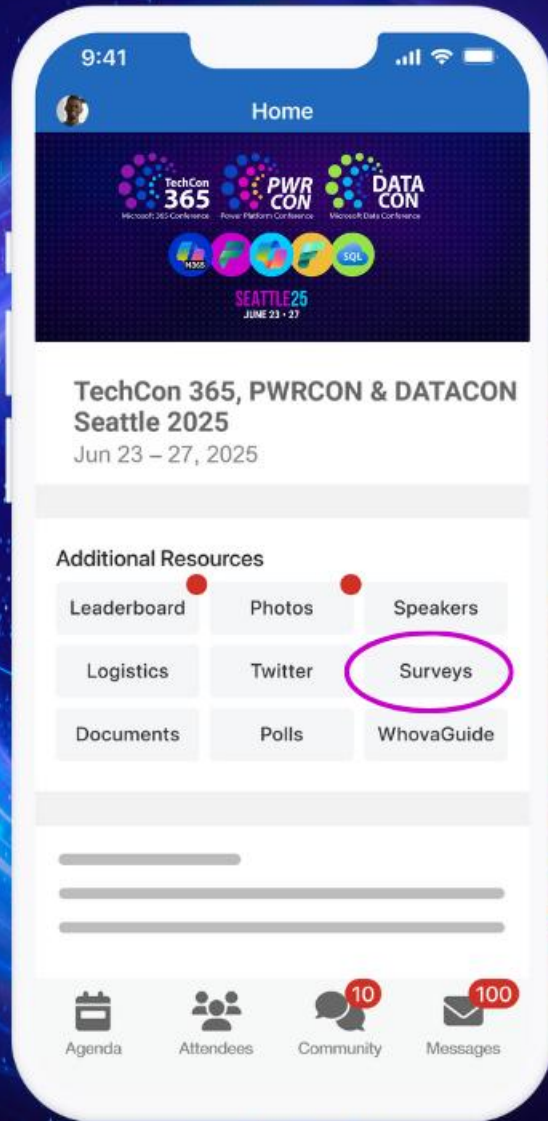 9:41
Home
TechCon
365
Microsoft 365 Conference
PWR
CON
Power Platform Conference
DATA
CON
Microsoft Data Conference
M365
SQL
SEATTLE25
JUNE 23 - 27
TechCon 365, PWRCON & DATACON
Seattle 2025
Jun 23 – 27, 2025
Additional Resources
Leaderboard Photos Speakers
Logistics Twitter Surveys
Documents Polls WhovaGuide
10 100
Agenda Attendees Community Messages